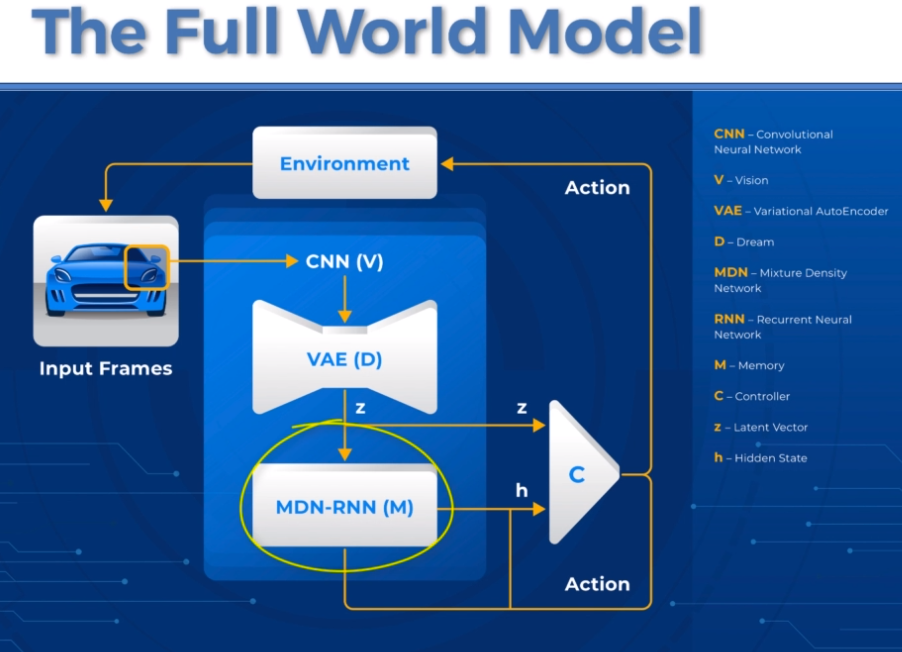 The Full World Model
Environment
Action
CNN (V)
Input Frames
VAE (D)
z
z
MDN-RNN (M)
h
C
Action
CNN – Convolutional
Neural Network
V – Vision
VAE – Variational AutoEncoder
D – Dream
MDN – Mixture Density
Network
RNN – Recurrent Neural
Network
M – Memory
C – Controller
z – Latent Vector
h – Hidden State